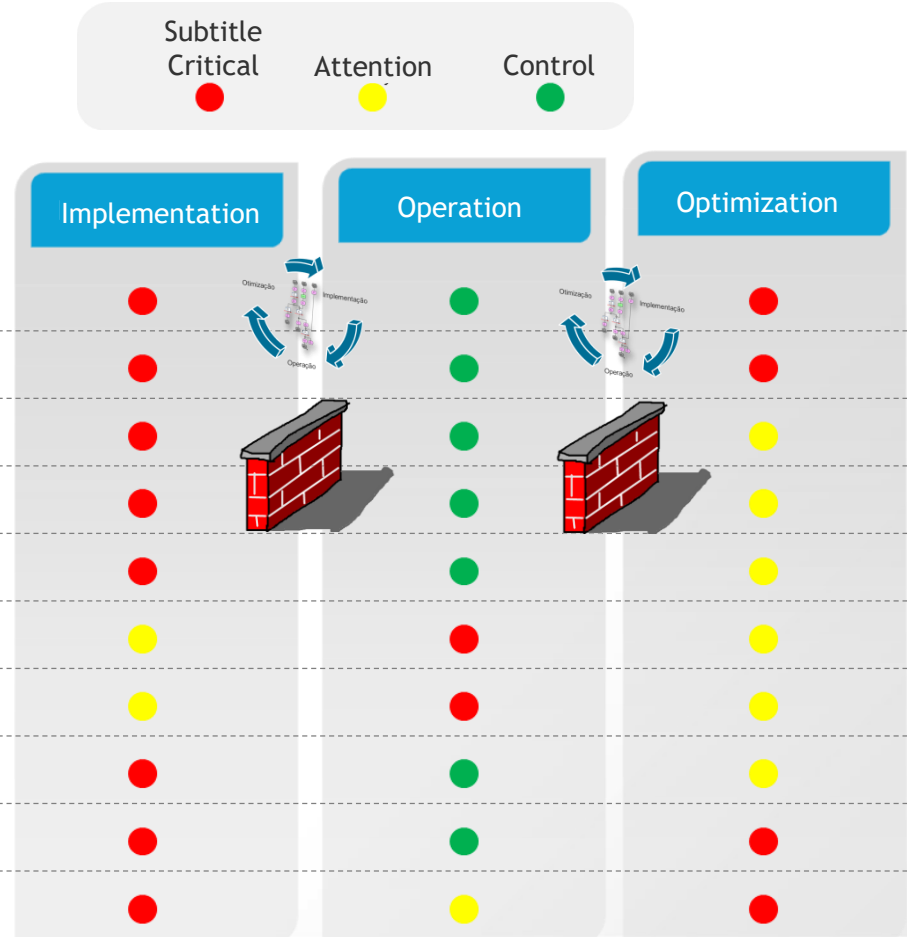 Subtitle
Critical
Attention
Control
Implementation
Operation
Optimization
Otimização
Implementação
Operação
Otimização
Implementação
Operação